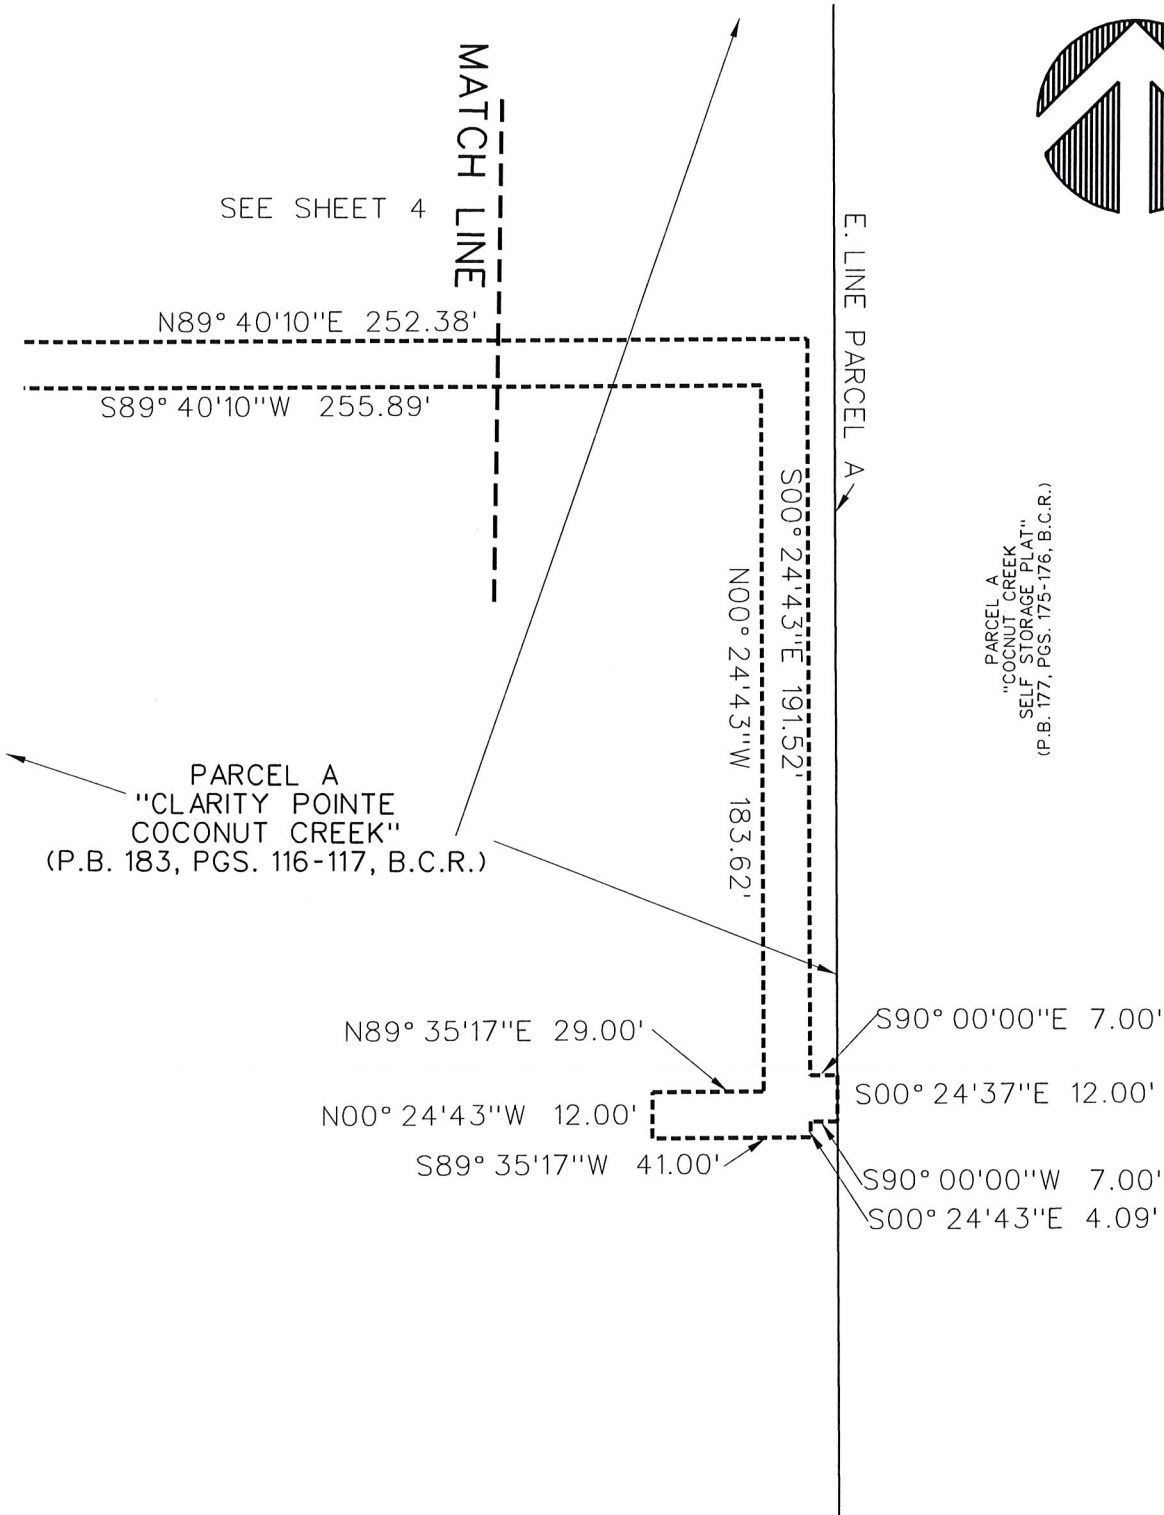 MATCH LINE
SEE SHEET 4
N89° 40'10"E 252.38'
S89° 40'10"W 255.89'
E. LINE PARCEL A
S00° 24'43"E 191.52'
N00° 24'43"W 183.62'
PARCEL A
"COCNUT CREEK
SELF STORAGE PLAT"
(P.B. 177, PGS. 175-176, B.C.R.)
PARCEL A
"CLARITY POINTE
COCONUT CREEK"
(P.B. 183, PGS. 116-117, B.C.R.)
N89° 35'17"E 29.00'
N00° 24'43"W 12.00'
S89° 35'17"W 41.00'
S90° 00'00"E 7.00'
S00° 24'37"E 12.00'
S90° 00'00"W 7.00'
S00° 24'43"E 4.09'